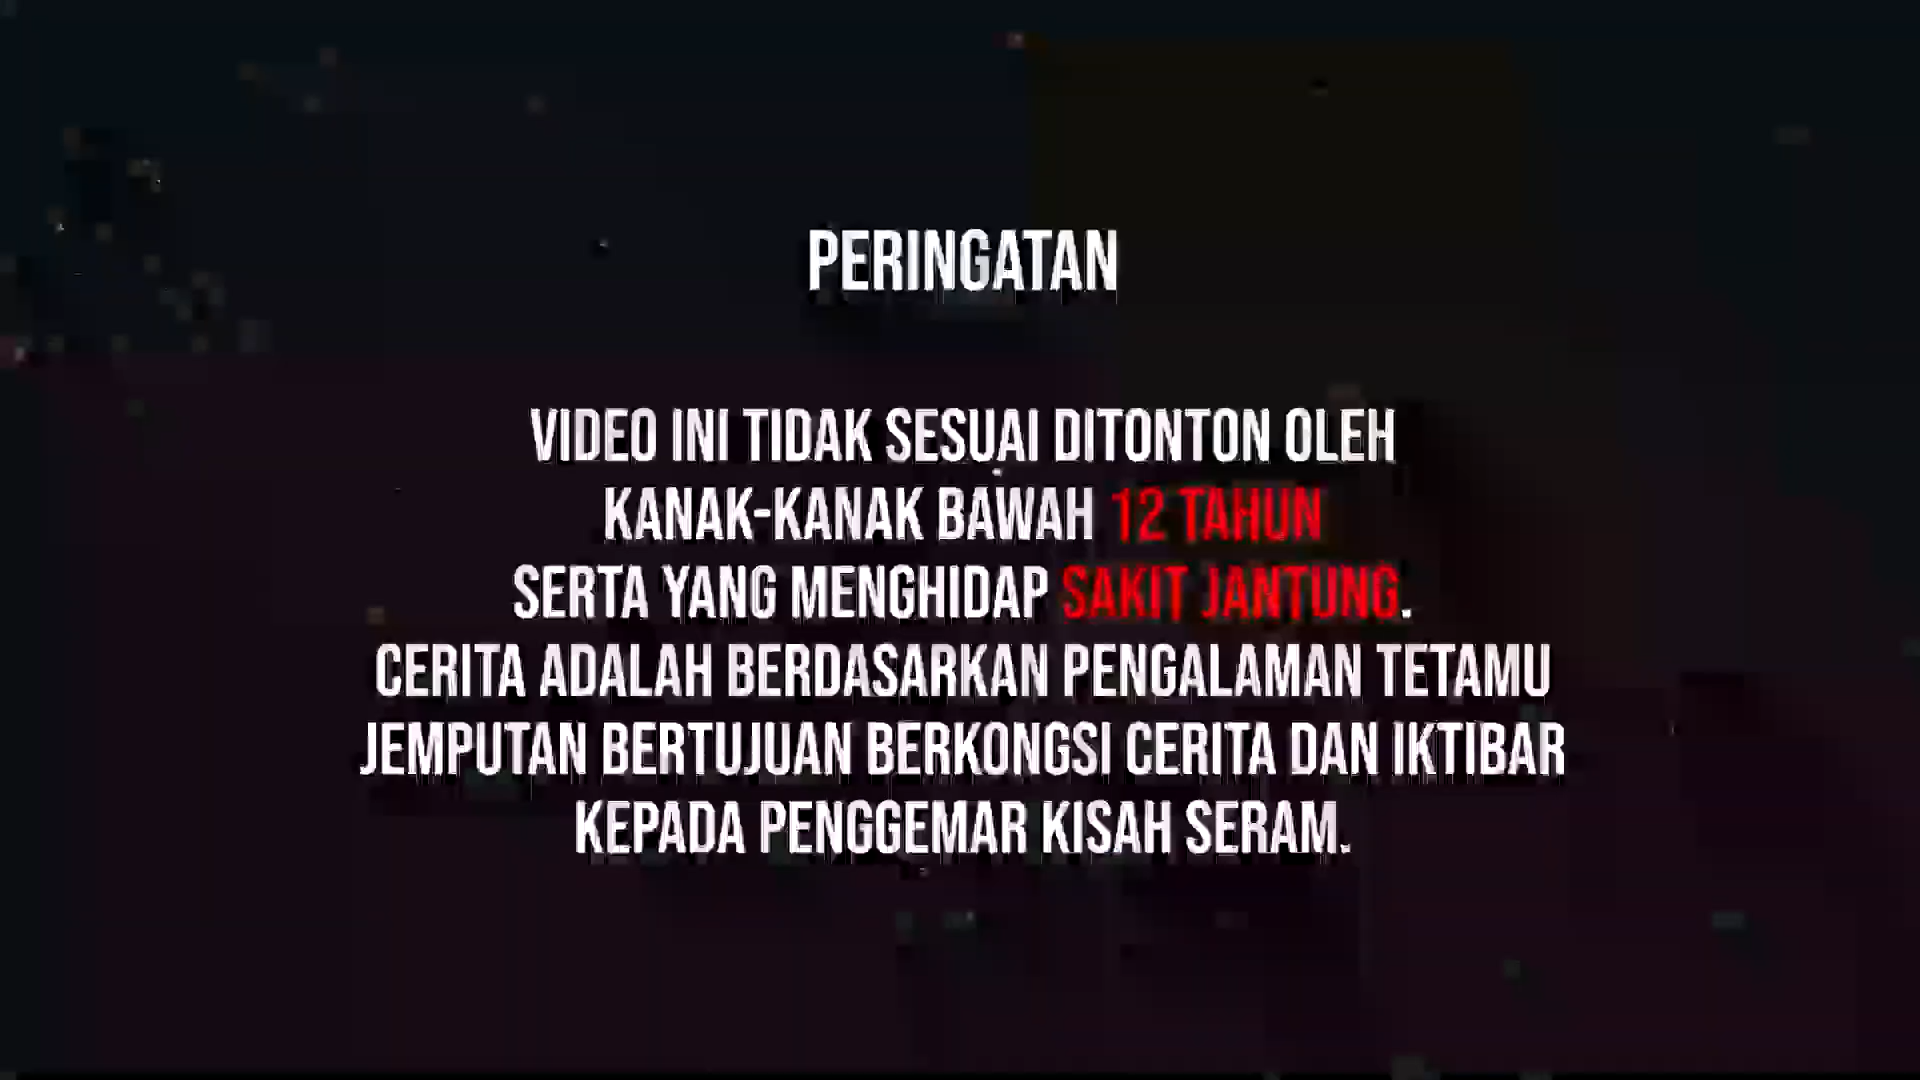 PERINGATAN
VIDEO INI TIDAK SESUAI DITONTON OLEH
KANAK-KANAK BAWAH 12 TAHUN
SERTA YANG MENGHIDAP SAKIT JANTUNG.
CERITA ADALAH BERDASARKAN PENGALAMAN TETAMU
JEMPUTAN BERTUJUAN BERKONGSI CERITA DAN IKTIBAR
KEPADA PENGGEMAR KISAH SERAM.